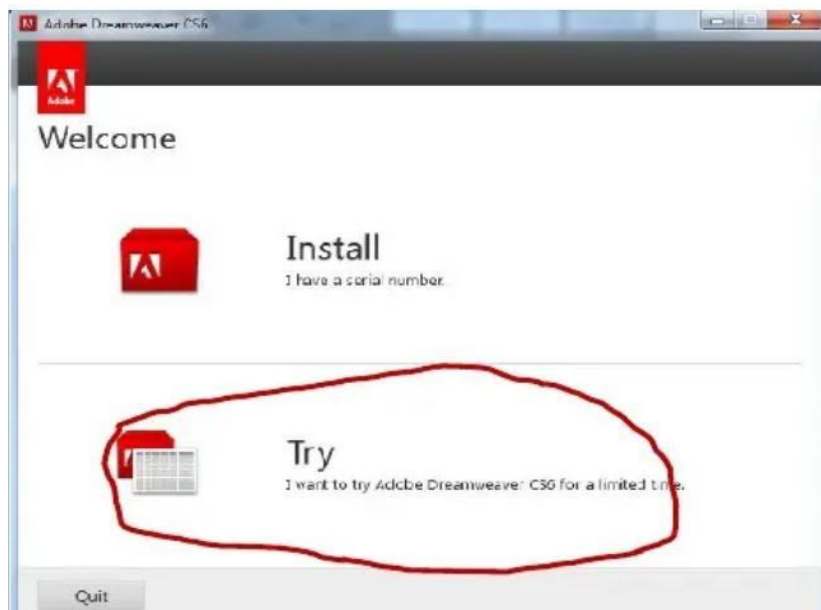 Adobe Dreamweaver CS6
Adobe
Welcome
Install
I have a serial number.
Try
I want to try Adobe Dreamweaver CS6 for a limited time.
Quit